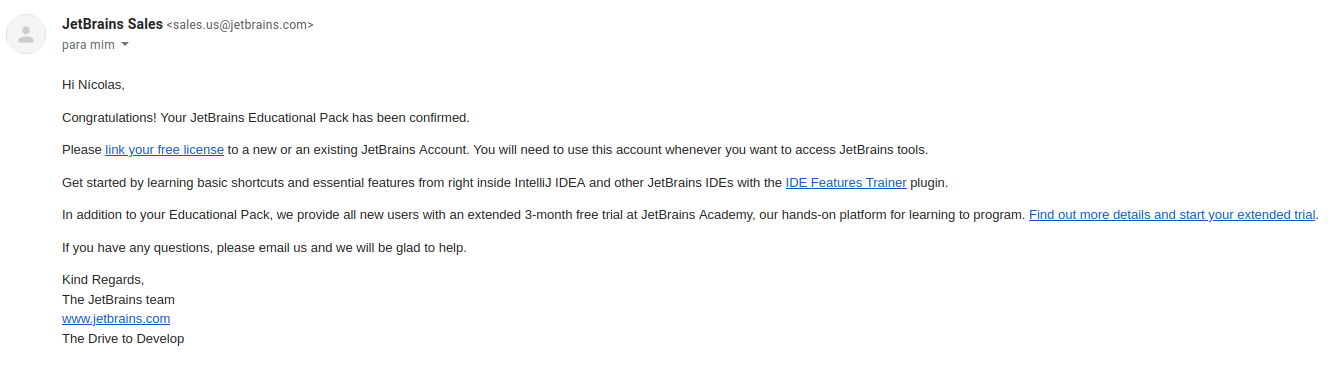 JetBrains Sales <sales.us@jetbrains.com>
para mim
Hi Nícolas,
Congratulations! Your JetBrains Educational Pack has been confirmed.
Please link your free license to a new or an existing JetBrains Account. You will need to use this account whenever you want to access JetBrains tools.
Get started by learning basic shortcuts and essential features from right inside IntelliJ IDEA and other JetBrains IDEs with the IDE Features Trainer plugin.
In addition to your Educational Pack, we provide all new users with an extended 3-month free trial at JetBrains Academy, our hands-on platform for learning to program. Find out more details and start your extended trial.
If you have any questions, please email us and we will be glad to help.
Kind Regards,
The JetBrains team
www.jetbrains.com
The Drive to Develop